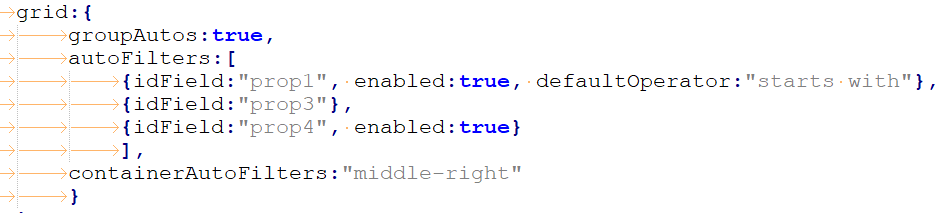 grid:{
groupAutos:true,
autoFilters:[
{idField:"prop1", enabled:true, defaultOperator:"starts with"},
{idField:"prop3"},
{idField:"prop4", enabled:true}
],
containerAutoFilters:"middle-right"
}